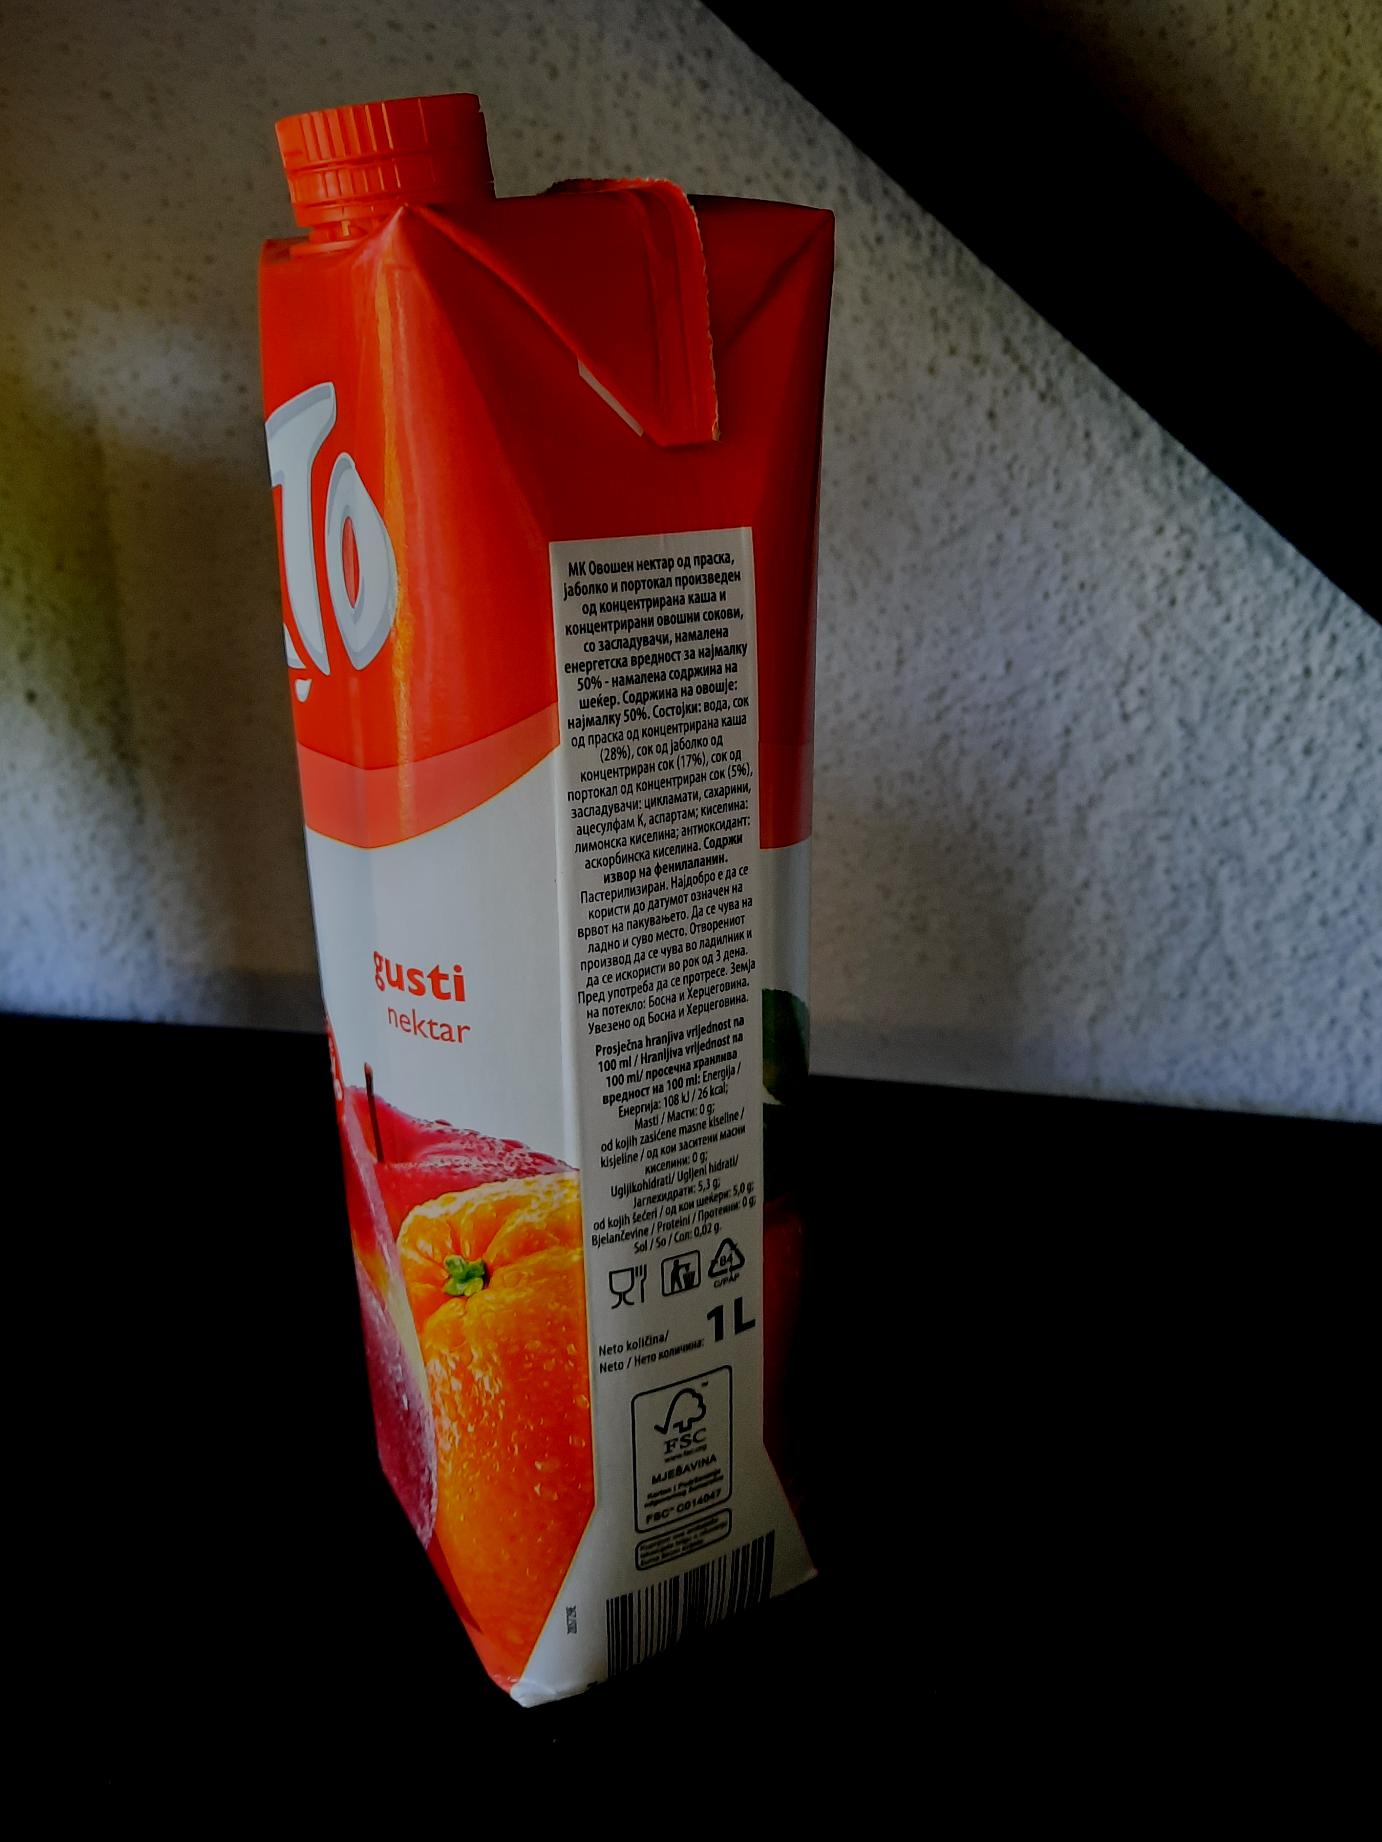 To
gusti
nektar
МК Овошен нектар од праска,
јаболко и портокал произведен
од концентрирана каша и
концентрирани овошни сокови,
со засладувачи, намалена
енергетска вредност за најмалку
50% - намалена содржина на
шеќер. Содржина на овошје:
најмалку 50%. Состојки: вода, сок
од праска од концентрирана каша
(28%), сок од јаболко од
концентриран сок (17%), сок од
портокал од концентриран сок (5%),
засладувачи: цикламати, сахарини,
ацесулфам К, аспартам; киселина:
лимонска киселина; антиоксидант:
аскорбинска киселина. Содржи
извор на фенилаланин.
Пастерилизиран. Најдобро е да се
користи до датумот означен на
врвот на пакувањето. Да се чува на
ладно и суво место. Отворениот
производ да се чува во ладилник и
да се искористи во рок од 3 дена.
Пред употреба да се протресе. Земја
на потекло: Босна и Херцеговина.
Увезено од Босна и Херцеговина.
Prosječna hranjiva vrijednost na
100 ml / Hranljiva vrijednost na
100 ml/ просечна хранлива
вредност на 100 ml: Energija /
Енергија: 108 kJ / 26 kcal;
Masti / Масти: 0 g;
od kojih zasićene masne kiseline /
kisjeline / од кои заситени масни
киселини: 0 g;
Ugljikohidrati/ Ugljeni hidrati/
Јаглехидрати: 5,3 g;
od kojih šećeri / од кои шеќери: 5,0 g;
Bjelančevine / Proteini / Протеини: 0 g;
Sol / So / Сол: 0,02 g.
84
C/PAP
Neto količina/
Neto / Нето количина: 1L
FSC
www.fsc.org
MJEŠAVINA
FSC™ C014047